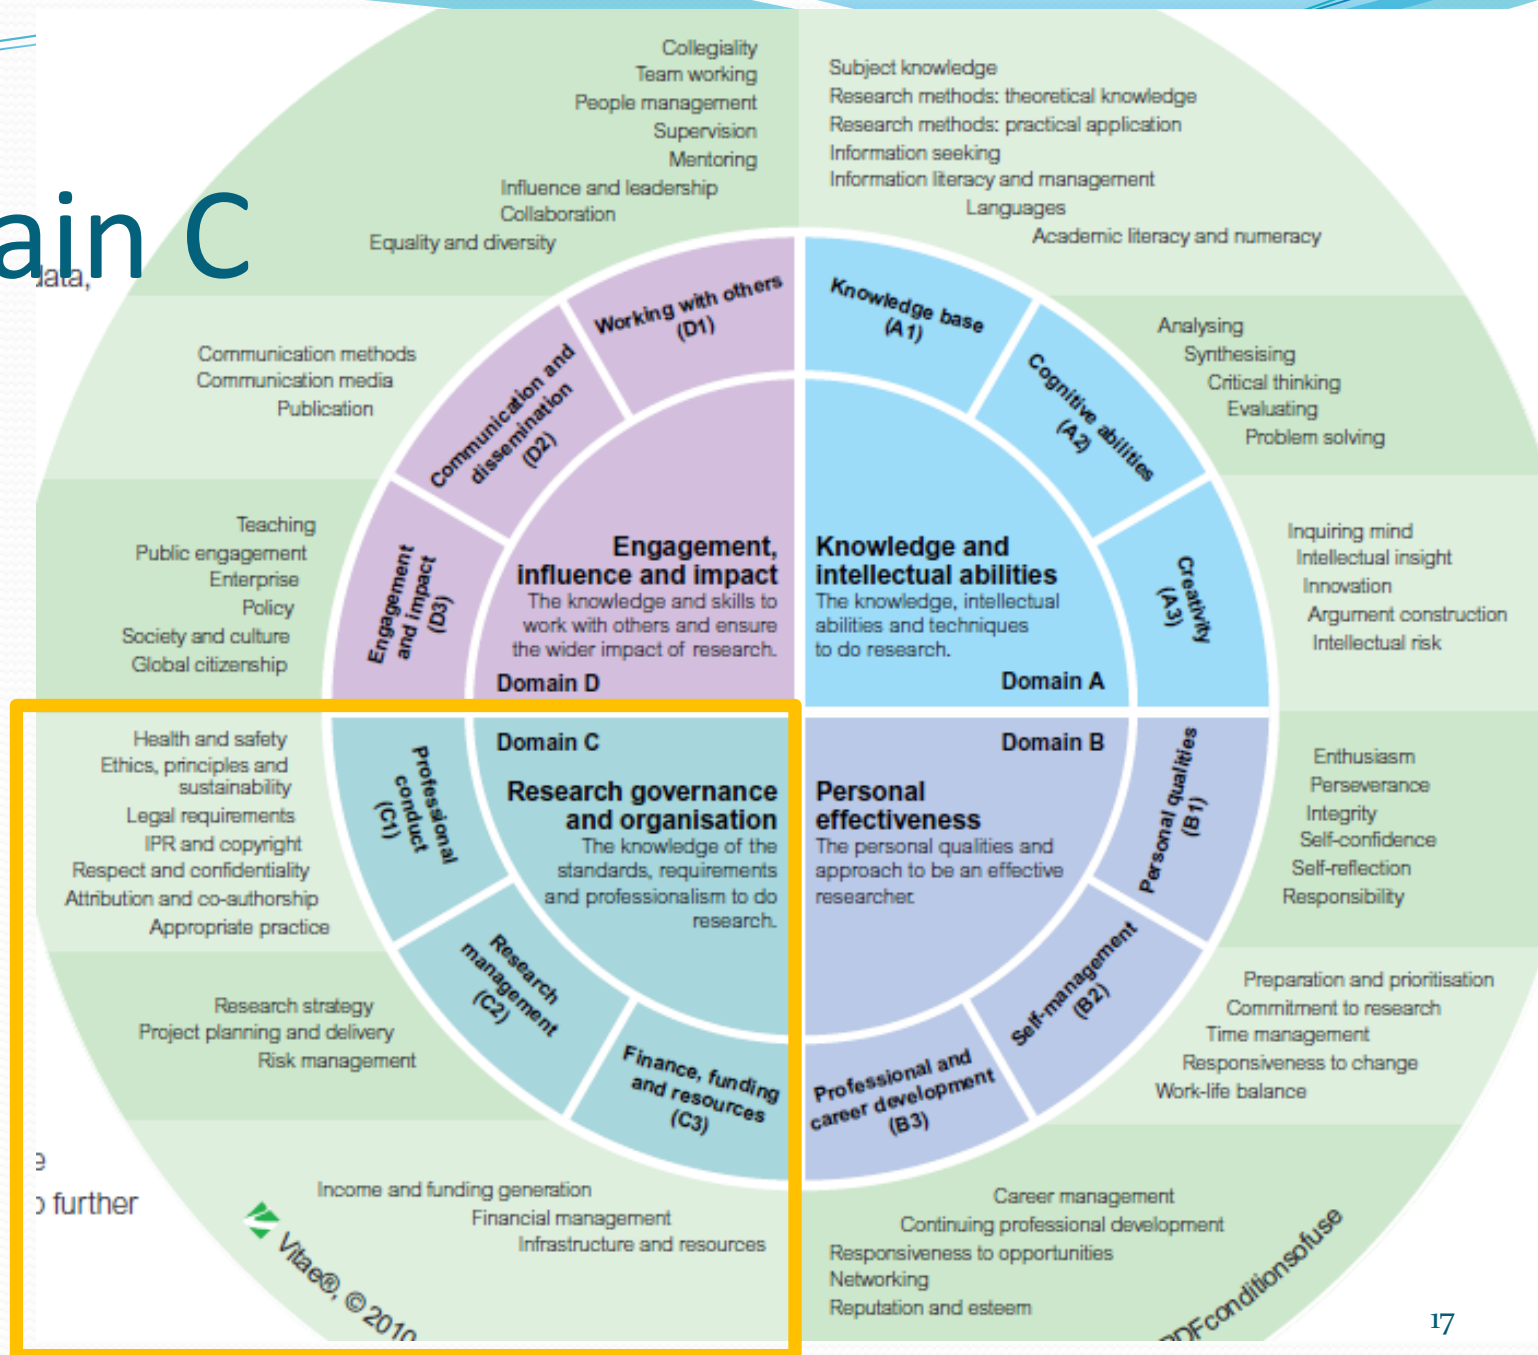 ain C
data,
Collegiality
Team working
People management
Supervision
Mentoring
Influence and leadership
Collaboration
Equality and diversity
Subject knowledge
Research methods: theoretical knowledge
Research methods: practical application
Information seeking
Information literacy and management
Languages
Academic literacy and numeracy
Working with others
(D1)
Knowledge base
(A1)
Communication methods
Communication media
Publication
Communication and
dissemination
(D2)
Cognitive abilities
(A2)
Analysing
Synthesising
Critical thinking
Evaluating
Problem solving
Teaching
Public engagement
Enterprise
Policy
Society and culture
Global citizenship
Engagement
and impact
(D3)
Engagement,
influence and impact
The knowledge and skills to
work with others and ensure
the wider impact of research.
Domain D
Knowledge and
intellectual abilities
The knowledge, intellectual
abilities and techniques
to do research.
Domain A
Creativity
(A3)
Inquiring mind
Intellectual insight
Innovation
Argument construction
Intellectual risk
Health and safety
Ethics, principles and
sustainability
Legal requirements
IPR and copyright
Respect and confidentiality
Attribution and co-authorship
Appropriate practice
Professional
conduct
(C1)
Domain C
Research governance
and organisation
The knowledge of the
standards, requirements
and professionalism to do
research.
Domain B
Personal
effectiveness
The personal qualities and
approach to be an effective
researcher.
Personal qualities
(B1)
Enthusiasm
Perseverance
Integrity
Self-confidence
Self-reflection
Responsibility
Research strategy
Project planning and delivery
Risk management
Research
management
(C2)
Self-management
(B2)
Preparation and prioritisation
Commitment to research
Time management
Responsiveness to change
Work-life balance
Finance, funding
and resources
(C3)
Professional and
career development
(B3)
e
o further
Income and funding generation
Financial management
Infrastructure and resources
Vitae®, © 2010
Career management
Continuing professional development
Responsiveness to opportunities
Networking
Reputation and esteem
RDFconditionsofuse
17